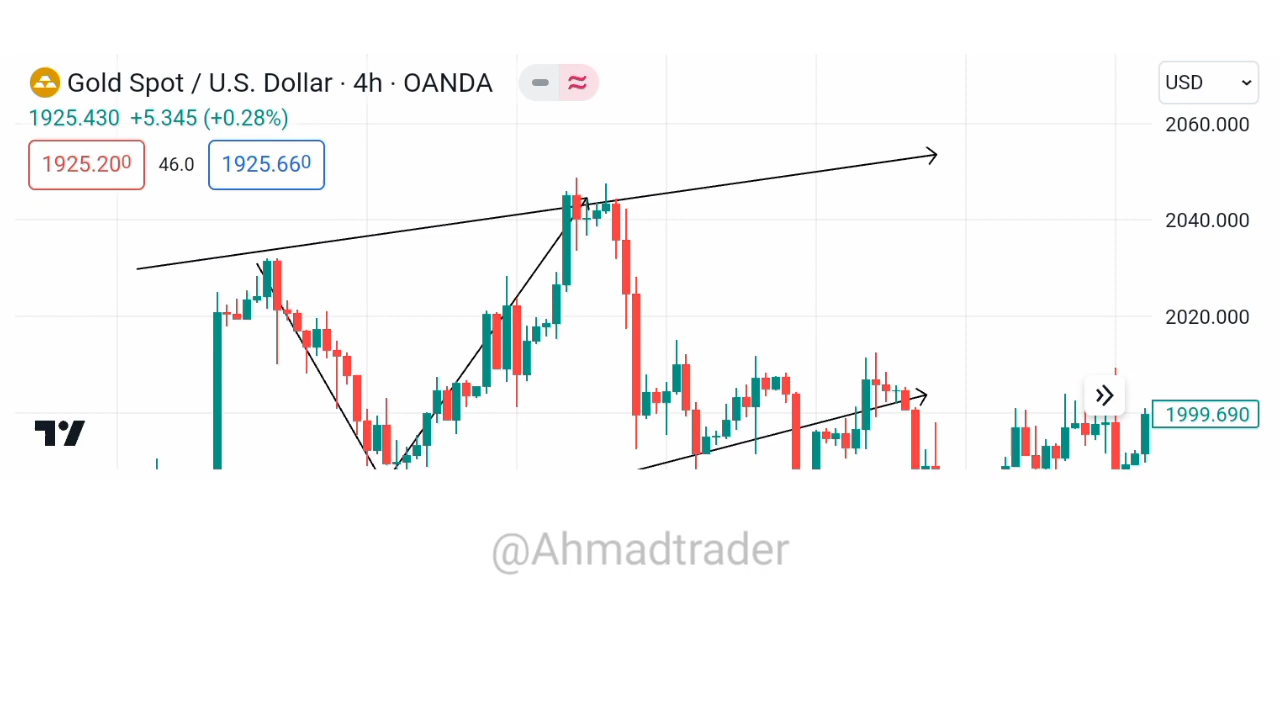 Gold Spot / U.S. Dollar · 4h · OANDA
USD
1925.430 +5.345 (+0.28%)
2060.000
1925.200 46.0 1925.660
2040.000
2020.000
1999.690
@Ahmadtrader